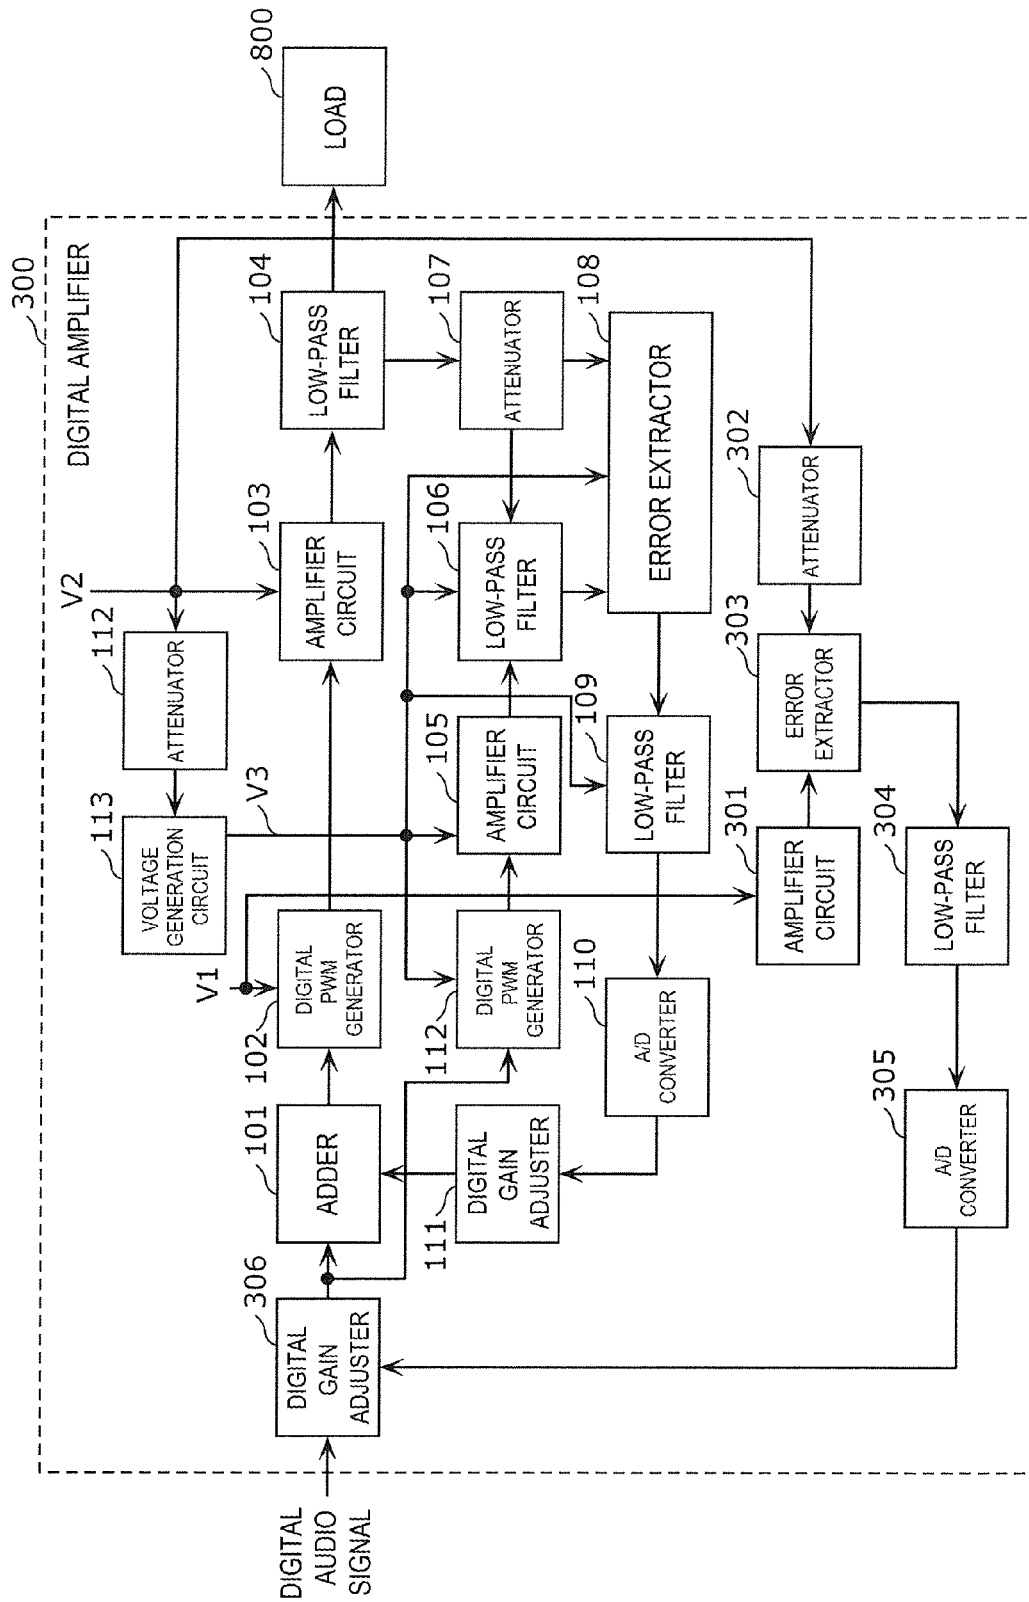 300
DIGITAL AMPLIFIER
V2
112
ATTENUATOR
113
VOLTAGE
GENERATION
CIRCUIT
V3
V1
DIGITAL
AUDIO
SIGNAL
306
DIGITAL
GAIN
ADJUSTER
101
ADDER
102
DIGITAL
PWM
GENERATOR
103
AMPLIFIER
CIRCUIT
104
LOW-PASS
FILTER
800
LOAD
111
DIGITAL
GAIN
ADJUSTER
112
DIGITAL
PWM
GENERATOR
105
AMPLIFIER
CIRCUIT
106
LOW-PASS
FILTER
107
ATTENUATOR
110
A/D
CONVERTER
109
LOW-PASS
FILTER
108
ERROR EXTRACTOR
301
AMPLIFIER
CIRCUIT
303
ERROR
EXTRACTOR
302
ATTENUATOR
305
A/D
CONVERTER
304
LOW-PASS
FILTER